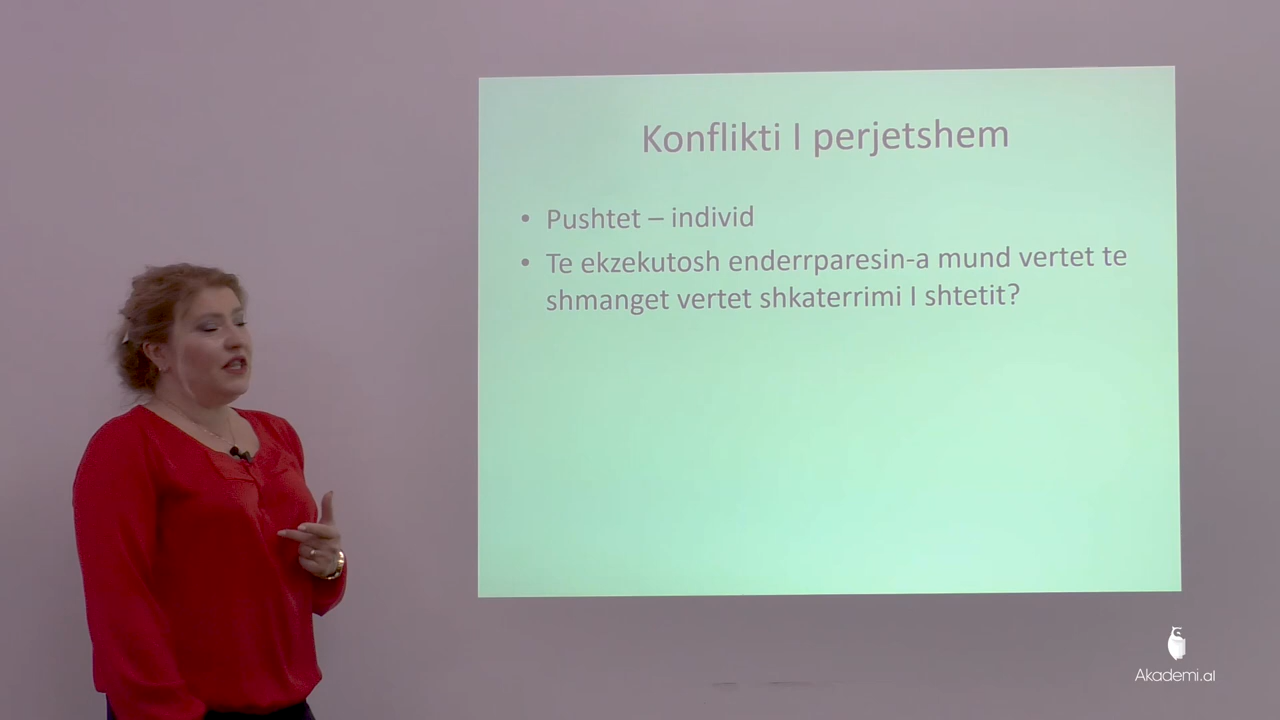 Konflikti I perjetshem
• Pushtet – individ
• Te ekzekutosh enderrparesin-a mund vertet te
shmanget vertet shkaterrimi I shtetit?
Akademi.al